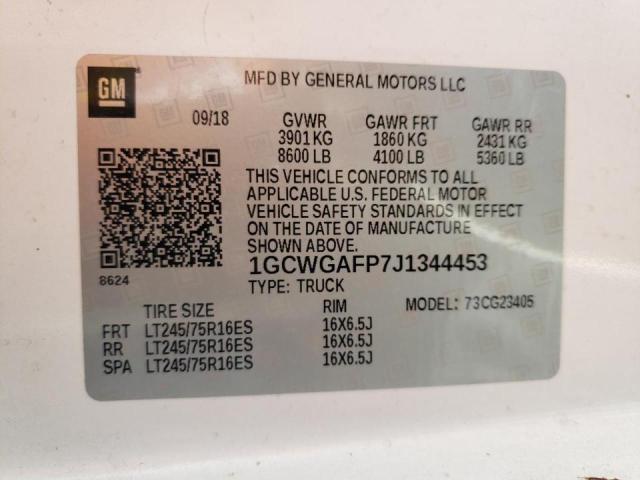 GM
MFD BY GENERAL MOTORS LLC
09/18 GVWR GAWR FRT GAWR RR
3901 KG 1860 KG 2431 KG
8600 LB 4100 LB 5360 LB
THIS VEHICLE CONFORMS TO ALL
APPLICABLE U.S. FEDERAL MOTOR
VEHICLE SAFETY STANDARDS IN EFFECT
ON THE DATE OF MANUFACTURE
SHOWN ABOVE.
8624
1GCWGAFP7J1344453
TYPE: TRUCK MODEL: 73CG23405
TIRE SIZE RIM
FRT LT245/75R16ES 16X6.5J
RR LT245/75R16ES 16X6.5J
SPA LT245/75R16ES 16X6.5J